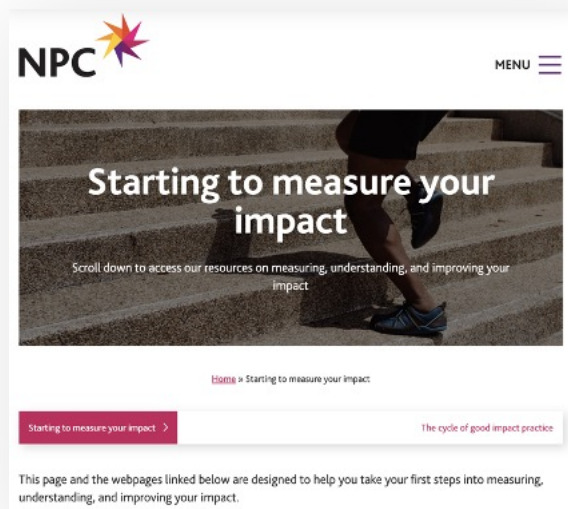 NPC
MENU
Starting to measure your
impact
Scroll down to access our resources on measuring, understanding, and improving your
impact
Home » Starting to measure your impact
Starting to measure your impact >
The cycle of good impact practice
This page and the webpages linked below are designed to help you take your first steps into measuring,
understanding, and improving your impact.